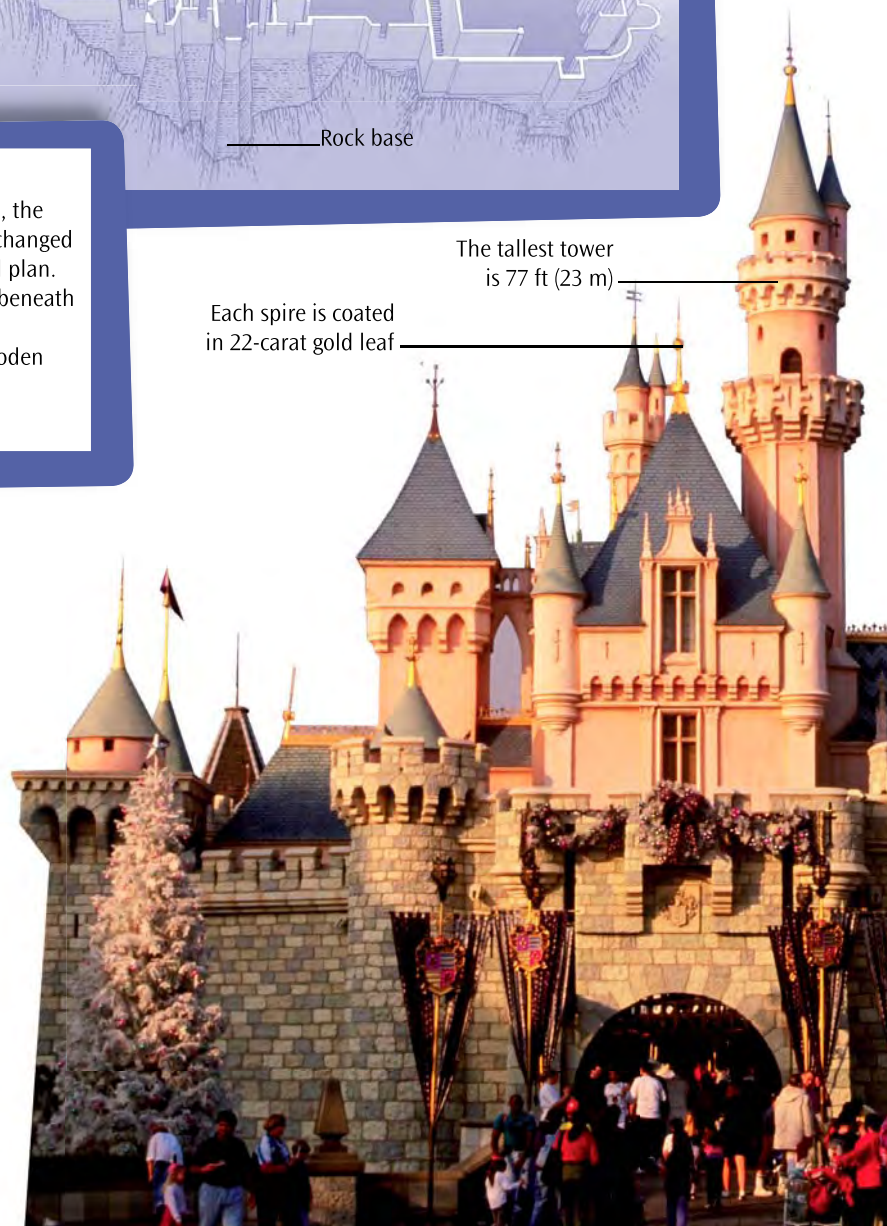 Rock base
, the
changed
plan.
beneath
oden
The tallest tower
is 77 ft (23 m)
Each spire is coated
in 22-carat gold leaf